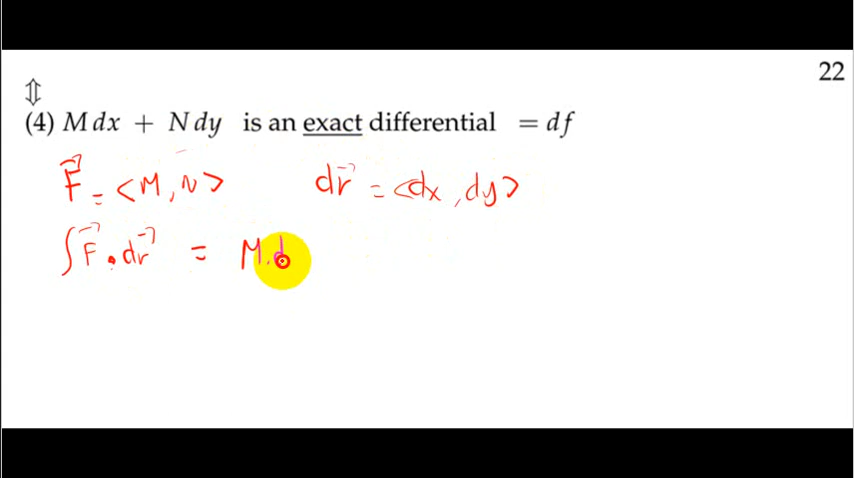 22
⇕
(4) M dx + N dy is an exact differential = df
F⃗ = <M, N> dr⃗ = <dx, dy>
∫F⃗ • dr⃗ = M.d